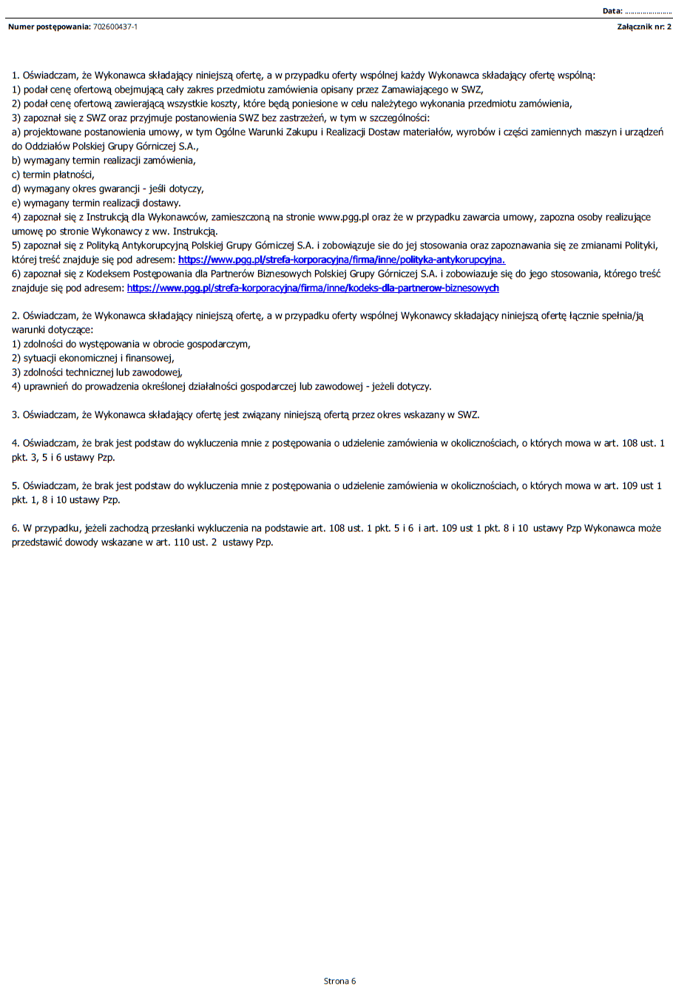 Data: ........................
Numer postępowania: 702600437-1 Załącznik nr: 2
1. Oświadczam, że Wykonawca składający niniejszą ofertę, a w przypadku oferty wspólnej każdy Wykonawca składający ofertę wspólną:
1) podał cenę ofertową obejmującą cały zakres przedmiotu zamówienia opisany przez Zamawiającego w SWZ,
2) podał cenę ofertową zawierającą wszystkie koszty, które będą poniesione w celu należytego wykonania przedmiotu zamówienia,
3) zapoznał się z SWZ oraz przyjmuje postanowienia SWZ bez zastrzeżeń, w tym w szczególności:
a) projektowane postanowienia umowy, w tym Ogólne Warunki Zakupu i Realizacji Dostaw materiałów, wyrobów i części zamiennych maszyn i urządzeń
do Oddziałów Polskiej Grupy Górniczej S.A.,
b) wymagany termin realizacji zamówienia,
c) termin płatności,
d) wymagany okres gwarancji - jeśli dotyczy,
e) wymagany termin realizacji dostawy.
4) zapoznał się z Instrukcją dla Wykonawców, zamieszczoną na stronie www.pgg.pl oraz że w przypadku zawarcia umowy, zapozna osoby realizujące
umowę po stronie Wykonawcy z ww. Instrukcją.
5) zapoznał się z Polityką Antykorupcyjną Polskiej Grupy Górniczej S.A. i zobowiązuje sie do jej stosowania oraz zapoznawania się ze zmianami Polityki,
której treść znajduje się pod adresem: https://www.pgg.pl/strefa-korporacyjna/firma/inne/polityka-antykorupcyjna.
6) zapoznał się z Kodeksem Postępowania dla Partnerów Biznesowych Polskiej Grupy Górniczej S.A. i zobowiazuje się do jego stosowania, którego treść
znajduje się pod adresem: https://www.pgg.pl/strefa-korporacyjna/firma/inne/kodeks-dla-partnerow-biznesowych
2. Oświadczam, że Wykonawca składający niniejszą ofertę, a w przypadku oferty wspólnej Wykonawcy składający niniejszą ofertę łącznie spełnia/ją
warunki dotyczące:
1) zdolności do występowania w obrocie gospodarczym,
2) sytuacji ekonomicznej i finansowej,
3) zdolności technicznej lub zawodowej,
4) uprawnień do prowadzenia określonej działalności gospodarczej lub zawodowej - jeżeli dotyczy.
3. Oświadczam, że Wykonawca składający ofertę jest związany niniejszą ofertą przez okres wskazany w SWZ.
4. Oświadczam, że brak jest podstaw do wykluczenia mnie z postępowania o udzielenie zamówienia w okolicznościach, o których mowa w art. 108 ust. 1
pkt. 3, 5 i 6 ustawy Pzp.
5. Oświadczam, że brak jest podstaw do wykluczenia mnie z postępowania o udzielenie zamówienia w okolicznościach, o których mowa w art. 109 ust 1
pkt. 1, 8 i 10 ustawy Pzp.
6. W przypadku, jeżeli zachodzą przesłanki wykluczenia na podstawie art. 108 ust. 1 pkt. 5 i 6 i art. 109 ust 1 pkt. 8 i 10 ustawy Pzp Wykonawca może
przedstawić dowody wskazane w art. 110 ust. 2 ustawy Pzp.
Strona 6